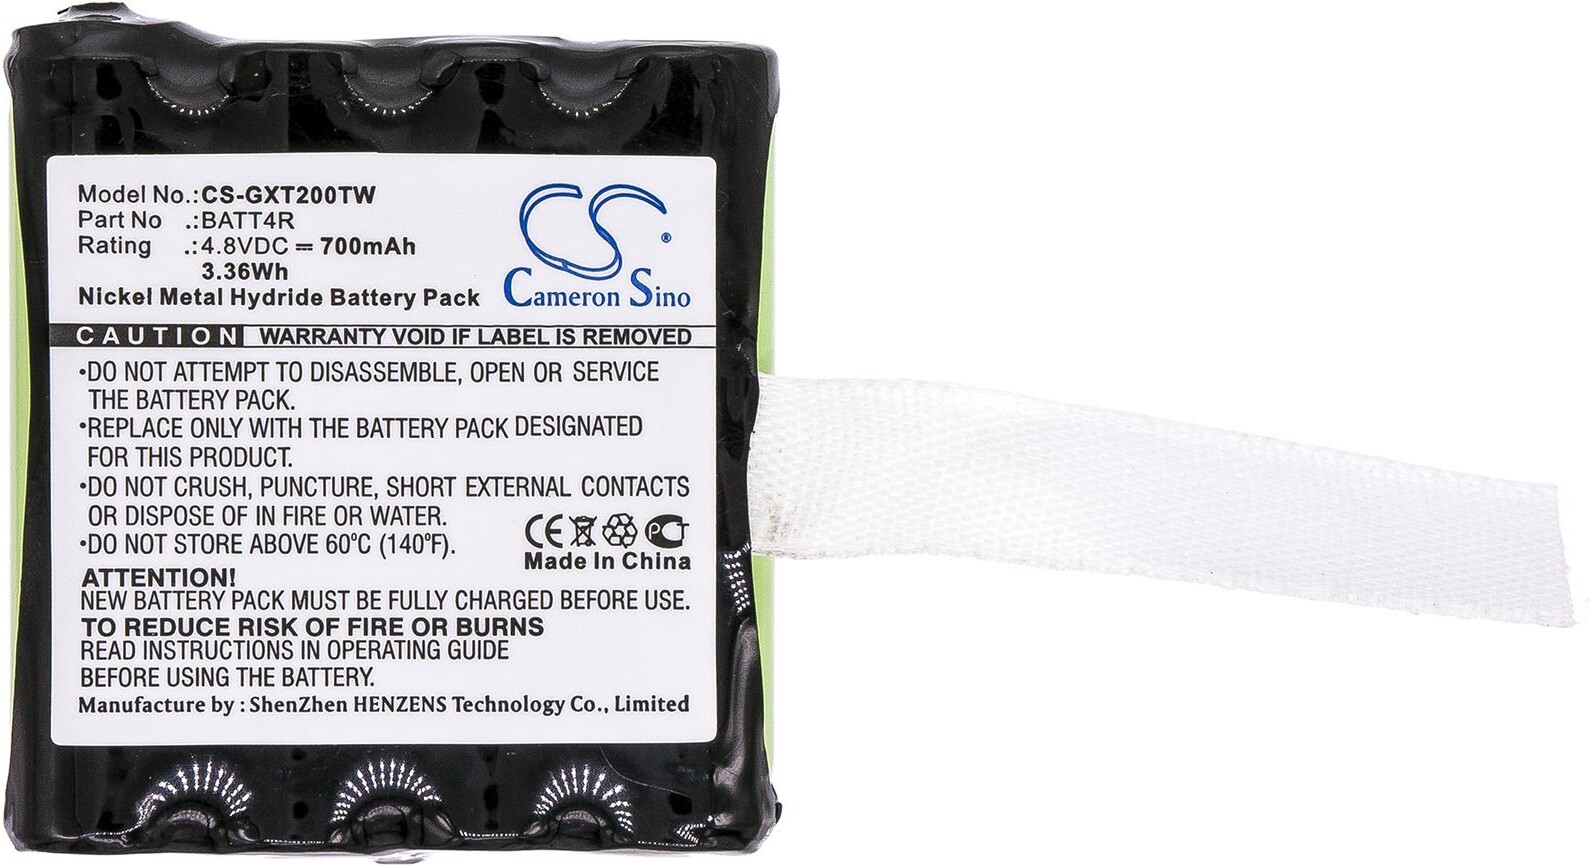 Model No.:CS-GXT200TW
Part No .:BATT4R
Rating .:4.8VDC ⎓ 700mAh
3.36Wh
Nickel Metal Hydride Battery Pack
CS ®
Cameron Sino
CAUTION WARRANTY VOID IF LABEL IS REMOVED
•DO NOT ATTEMPT TO DISASSEMBLE, OPEN OR SERVICE
THE BATTERY PACK.
•REPLACE ONLY WITH THE BATTERY PACK DESIGNATED
FOR THIS PRODUCT.
•DO NOT CRUSH, PUNCTURE, SHORT EXTERNAL CONTACTS
OR DISPOSE OF IN FIRE OR WATER.
•DO NOT STORE ABOVE 60°C (140°F).
CE PCT
Made In China
ATTENTION!
NEW BATTERY PACK MUST BE FULLY CHARGED BEFORE USE.
TO REDUCE RISK OF FIRE OR BURNS
READ INSTRUCTIONS IN OPERATING GUIDE
BEFORE USING THE BATTERY.
Manufacture by : ShenZhen HENZENS Technology Co., Limited